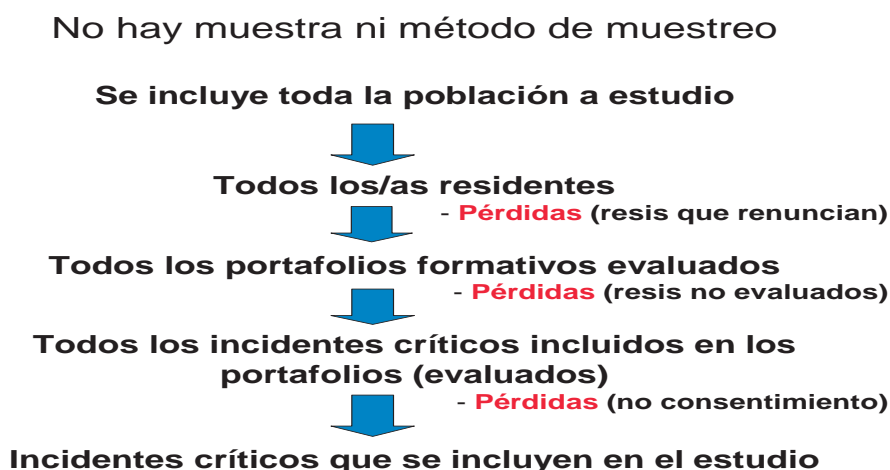 No hay muestra ni método de muestreo
Se incluye toda la población a estudio
Todos los/as residentes
- Pérdidas (resis que renuncian)
Todos los portafolios formativos evaluados
- Pérdidas (resis no evaluados)
Todos los incidentes críticos incluidos en los
portafolios (evaluados)
- Pérdidas (no consentimiento)
Incidentes críticos que se incluyen en el estudio